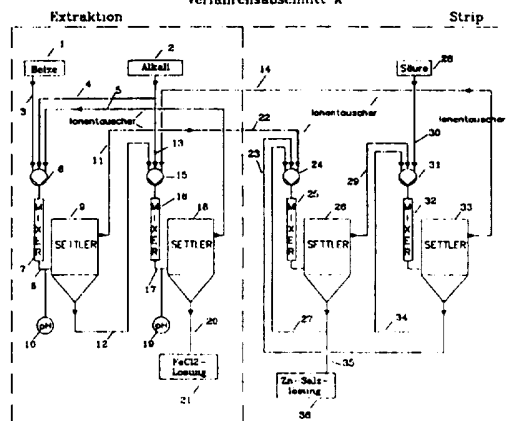 Verfahrensabschnitt A
Extraktion
Strip
1
2
Beize
Alkali
Säure
28
14
4
5
3
Ionentauscher
Ionentauscher
Ionentauscher
11
13
22
23
24
29
30
31
6
15
9
16
18
25
26
32
33
MIXER
SETTLER
MIXER
SETTLER
MIXER
SETTLER
MIXER
SETTLER
7
8
17
pH
10
12
pH
19
20
27
34
FeCl2-
Lösung
21
35
Zn-Salz-
lösung
36